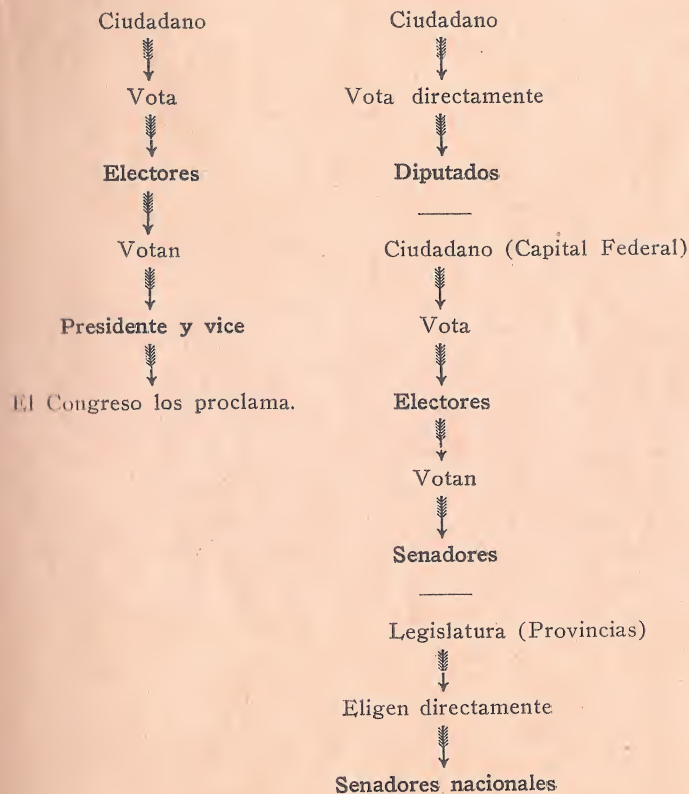 Ciudadano
Vota
Electores
Votan
Presidente y vice
El Congreso los proclama.
Ciudadano
Vota directamente
Diputados
Ciudadano (Capital Federal)
Vota
Electores
Votan
Senadores
Legislatura (Provincias)
Eligen directamente
Senadores nacionales